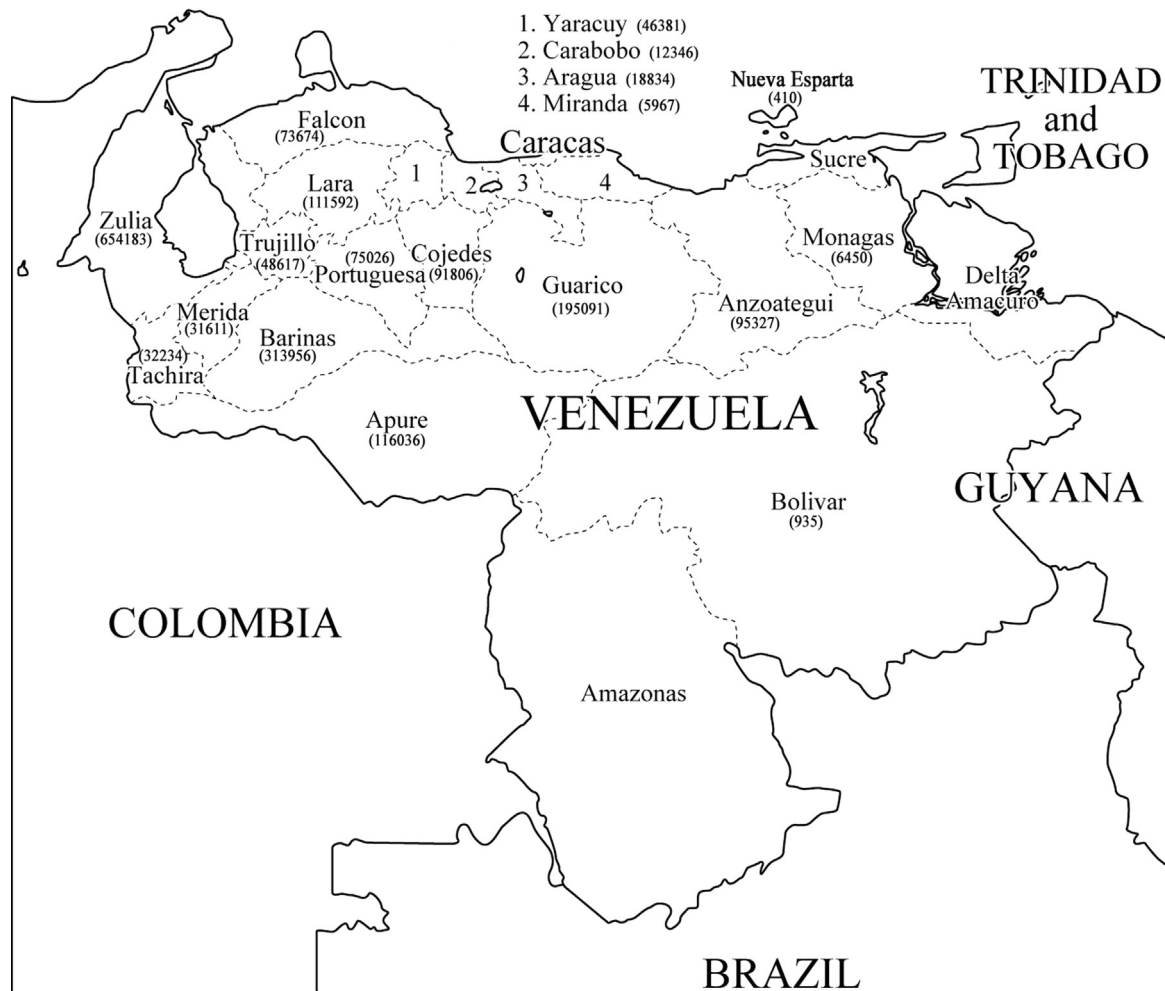 1. Yaracuy (46381)
2. Carabobo (12346)
3. Aragua (18834)
4. Miranda (5967)
Nueva Esparta
(410)
TRINIDAD
and
TOBAGO
Falcon
(73674)
Caracas
Sucre
1
2
3
4
Lara
(111592)
Zulia
(654183)
Trujillo
(48617)
(75026)
Portuguesa
Cojedes
(91806)
Guarico
(195091)
Monagas
(6450)
Delta
Amacuro
Anzoategui
(95327)
Merida
(31611)
Barinas
(313956)
(32234)
Tachira
Apure
(116036)
VENEZUELA
Bolivar
(935)
GUYANA
COLOMBIA
Amazonas
BRAZIL